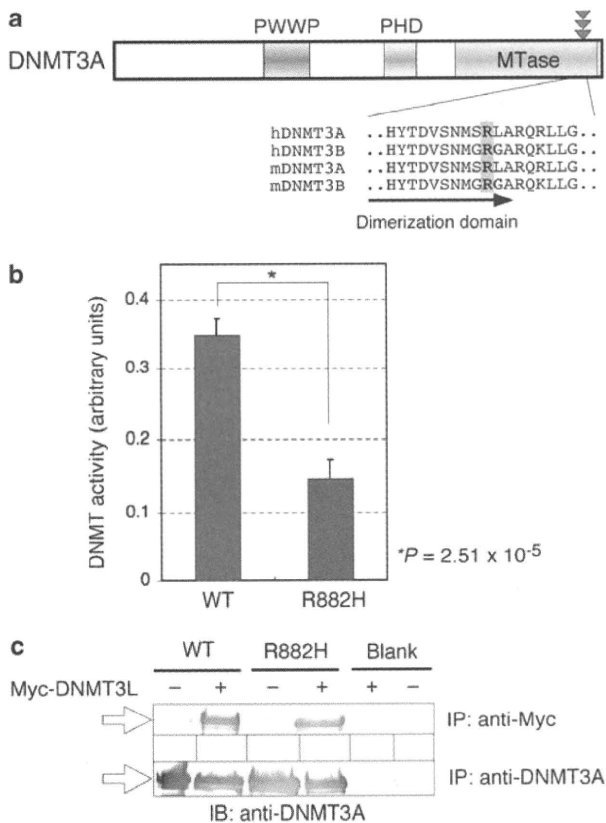 a
PWWP PHD
DNMT3A MTase
hDNMT3A ..HYTDVSNMSRLARQRLLG..
hDNMT3B ..HYTDVSNMGRGARQKLLG..
mDNMT3A ..HYTDVSNMSRLARQRLLG..
mDNMT3B ..HYTDVSNMGRGARQKLLG..
Dimerization domain
b
DNMT activity (arbitrary units)
0.4
0.3
0.2
0.1
0
*
WT R882H
*P = 2.51 x 10-5
c
WT R882H Blank
Myc-DNMT3L – + – + + –
IP: anti-Myc
IP: anti-DNMT3A
IB: anti-DNMT3A